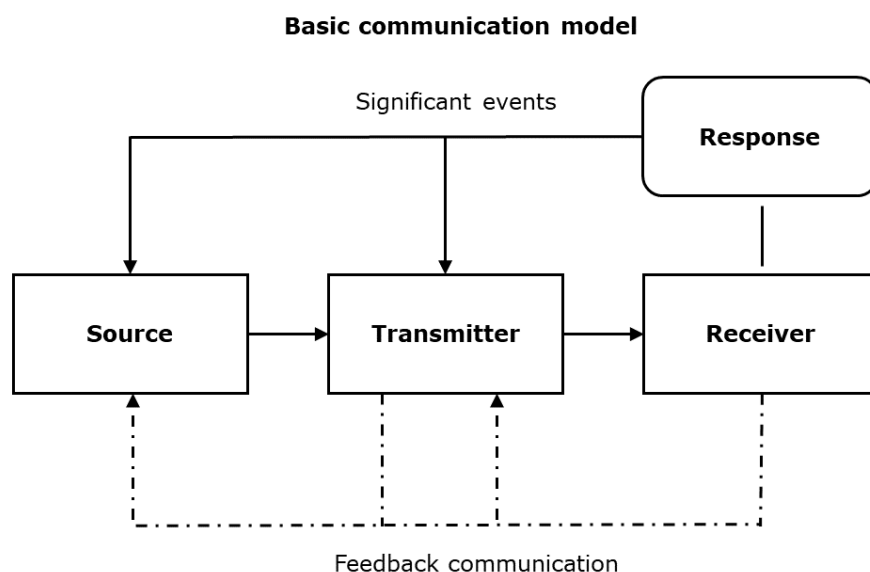 Basic communication model
Significant events
Response
Source
Transmitter
Receiver
Feedback communication